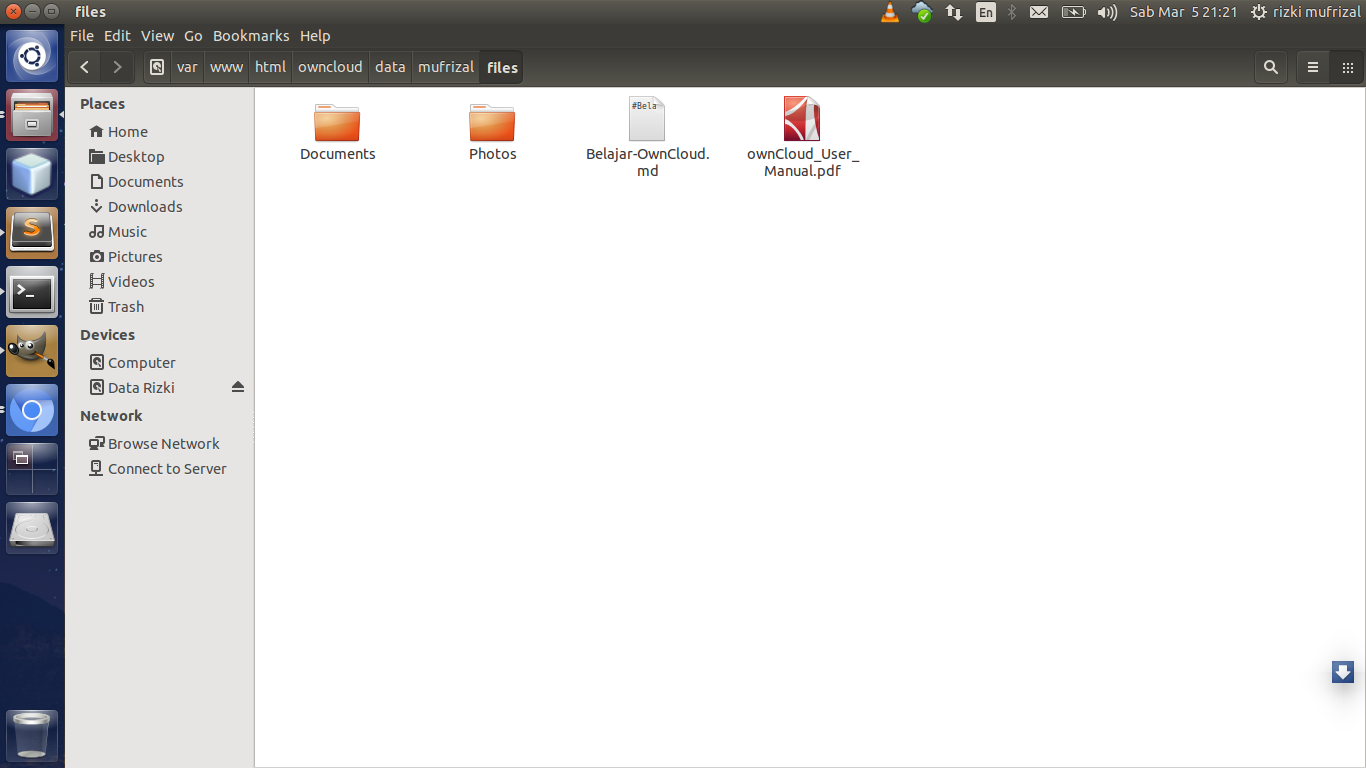 files
En
Sab Mar 5 21:21
rizki mufrizal
File Edit View Go Bookmarks Help
var www html owncloud data mufrizal files
Places
Home
Desktop
Documents
Downloads
Music
Pictures
Videos
Trash
Devices
Computer
Data Rizki
Network
Browse Network
Connect to Server
Documents
Photos
#Bela
Belajar-OwnCloud.
md
ownCloud_User_
Manual.pdf